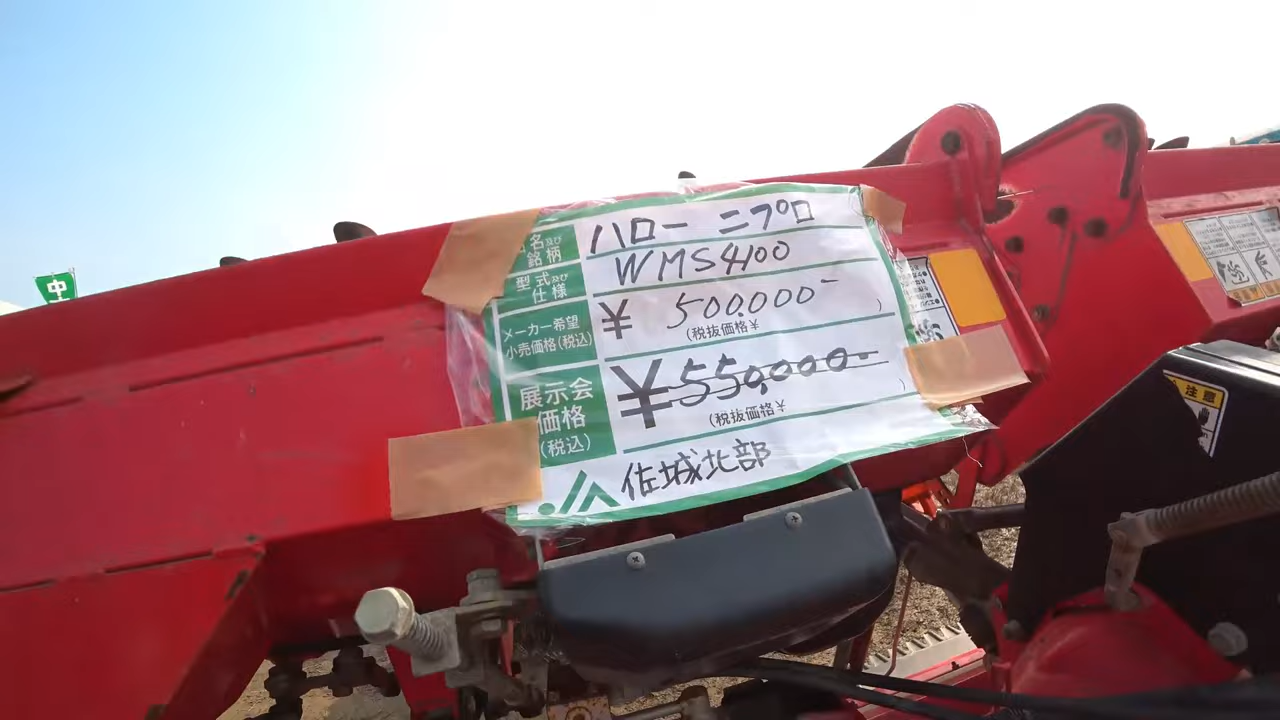 中
名及び
銘柄
ハロー ニプロ
型式及び
仕様
WMS4100
メーカー希望
小売価格(税込)
¥ 500.000-
(税抜価格¥ )
展示会
価格
(税込)
¥550,000-
(税抜価格¥ )
JA 佐城北部
注意